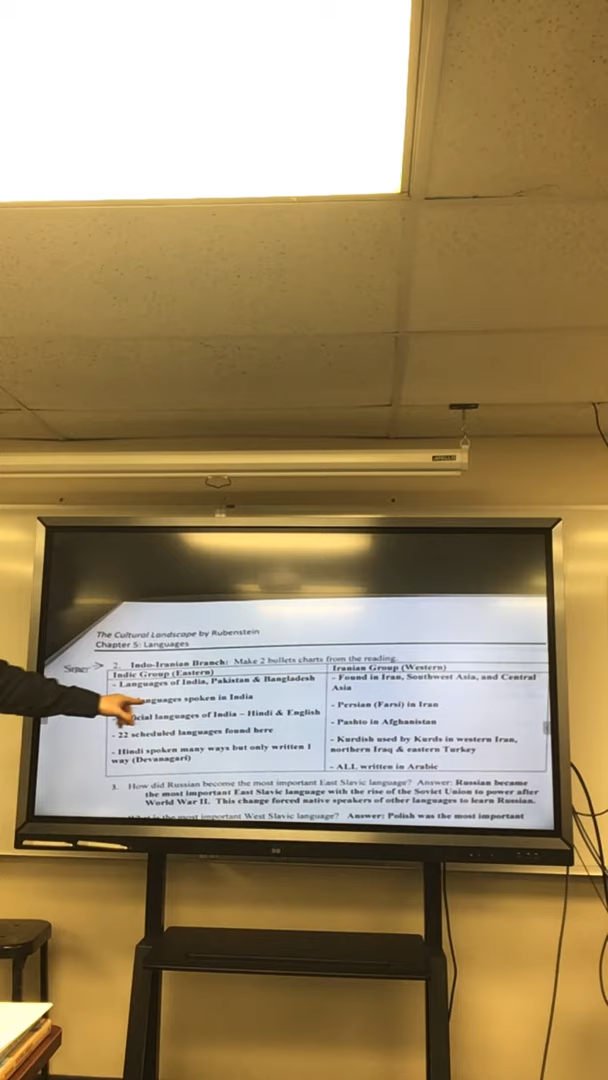 The Cultural Landscape by Rubenstein
Chapter 5: Languages
2. Indo-Iranian Branch: Make 2 bullets charts from the reading.
Indic Group (Eastern)
- Languages of India, Pakistan & Bangladesh
languages spoken in India
languages of India – Hindi & English
- 22 scheduled languages found here
- Hindi spoken many ways but only written 1
way (Devanagari)
Iranian Group (Western)
- Found in Iran, Southwest Asia, and Central
Asia
- Persian (Farsi) in Iran
- Pashto in Afghanistan
- Kurdish used by Kurds in western Iran,
northern Iraq & eastern Turkey
- ALL written in Arabic
3. How did Russian become the most important East Slavic language? Answer: Russian became
the most important East Slavic language with the rise of the Soviet Union to power after
World War II. This change forced native speakers of other languages to learn Russian.
is the most important West Slavic language? Answer: Polish was the most important